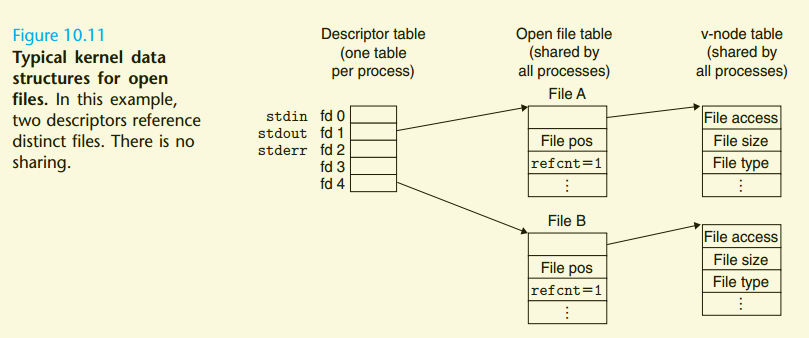 Figure 10.11
Typical kernel data
structures for open
files. In this example,
two descriptors reference
distinct files. There is no
sharing.
Descriptor table
(one table
per process)
Open file table
(shared by
all processes)
v-node table
(shared by
all processes)
stdin fd 0
stdout fd 1
stderr fd 2
fd 3
fd 4
File A
File pos
refcnt=1
⋮
File access
File size
File type
⋮
File B
File pos
refcnt=1
⋮
File access
File size
File type
⋮